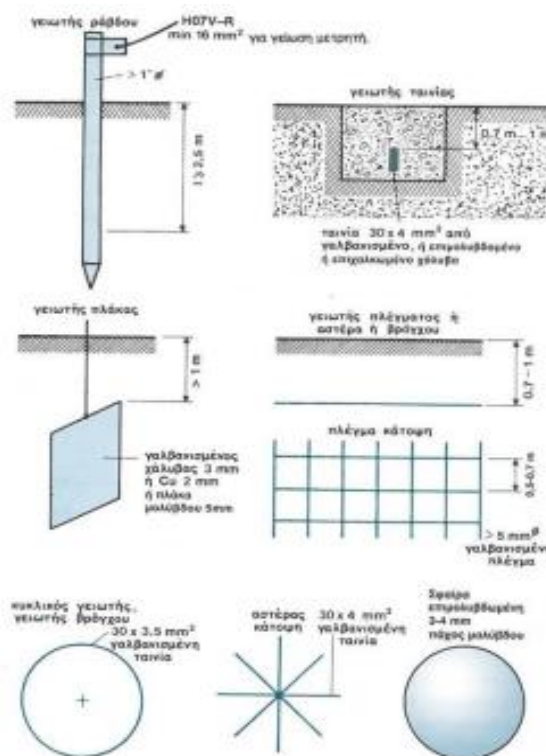 γειωτής ράβδου
H07V-R
min 16 mm² για γείωση μετρητή.
> 1" ø
l ≥ 2,5 m
γειωτής ταινίας
0.7 m – 1 m
ταινία 30 x 4 mm² από
γαλβανισμένο, ή επιμολυβδωμένο
ή επιχαλκωμένο χάλυβα
γειωτής πλάκας
> 1 m
γαλβανισμένος
χάλυβας 3 mm
ή Cu 2 mm
ή πλάκα
μολύβδου 5mm
γειωτής πλέγματος ή
αστέρα ή βρόγχου
0.7 – 1 m
πλέγμα κάτοψη
0,5-0,7 m
> 5 mm ø
γαλβανισμένο
πλέγμα
κυκλικός γειωτής,
γειωτής βρόγχου
30 x 3,5 mm²
γαλβανισμένη
ταινία
αστέρας
κάτοψη
30 x 4 mm²
γαλβανισμένη
ταινία
Σφαίρα
επιμολυβδωμένη
3-4 mm
πάχος μολύβδου